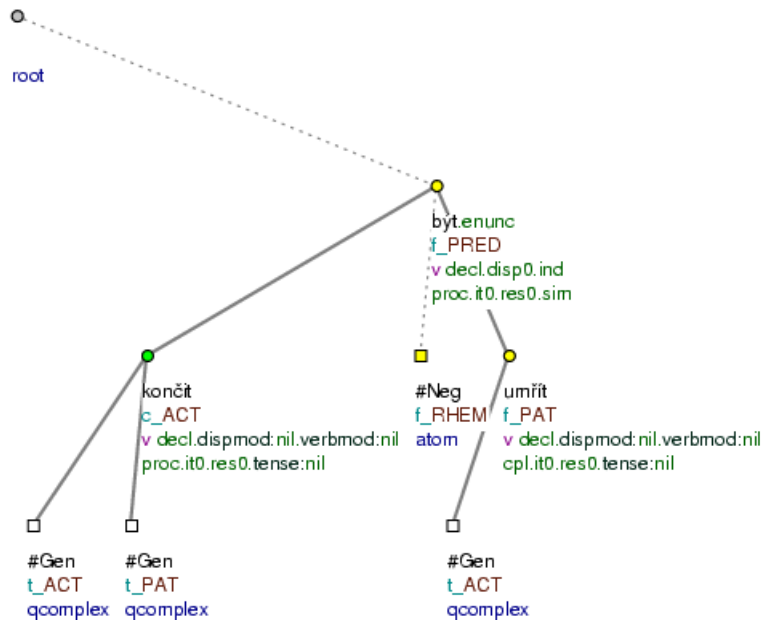 root
být.enunc
f_PRED
v decl.disp0.ind
proc.it0.res0.sim
končit
c_ACT
v decl.dispmod:nil.verbmod:nil
proc.it0.res0.tense:nil
#Neg
f_RHEM
atom
umřít
f_PAT
v decl.dispmod:nil.verbmod:nil
cpl.it0.res0.tense:nil
#Gen
t_ACT
qcomplex
#Gen
t_PAT
qcomplex
#Gen
t_ACT
qcomplex